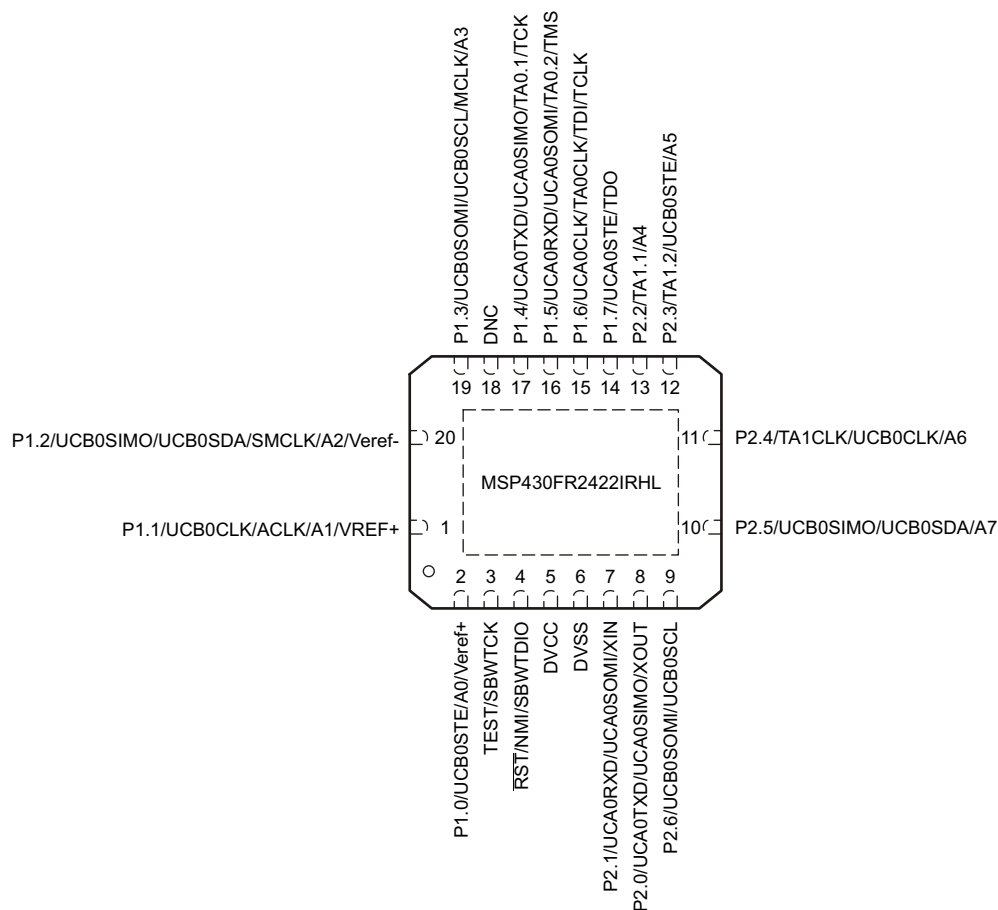 P1.3/UCB0SOMI/UCB0SCL/MCLK/A3
DNC
P1.4/UCA0TXD/UCA0SIMO/TA0.1/TCK
P1.5/UCA0RXD/UCA0SOMI/TA0.2/TMS
P1.6/UCA0CLK/TA0CLK/TDI/TCLK
P1.7/UCA0STE/TDO
P2.2/TA1.1/A4
P2.3/TA1.2/UCB0STE/A5
19 18 17 16 15 14 13 12
P1.2/UCB0SIMO/UCB0SDA/SMCLK/A2/Veref- 20
11 P2.4/TA1CLK/UCB0CLK/A6
MSP430FR2422IRHL
P1.1/UCB0CLK/ACLK/A1/VREF+ 1
10 P2.5/UCB0SIMO/UCB0SDA/A7
2 3 4 5 6 7 8 9
P1.0/UCB0STE/A0/Veref+
TEST/SBWTCK
RST/NMI/SBWTDIO
DVCC
DVSS
P2.1/UCA0RXD/UCA0SOMI/XIN
P2.0/UCA0TXD/UCA0SIMO/XOUT
P2.6/UCB0SOMI/UCB0SCL